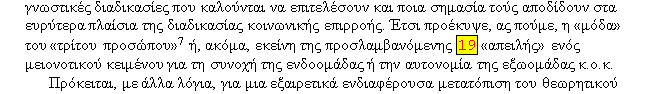 γνωστικές διαδικασίες που καλούνται να επιτελέσουν και ποια σημασία τούς αποδίδουν στα
ευρύτερα πλαίσια της διαδικασίας κοινωνικής επιρροής. Έτσι προέκυψε, ας πούμε, η «μόδα»
του «τρίτου προσώπου»⁷ ή, ακόμα, εκείνη της προσλαμβανόμενης 19 «απειλής» ενός
μειονοτικού κειμένου για τη συνοχή της ενδοομάδας ή την αυτονομία της εξωομάδας κ.ο.κ.
Πρόκειται, με άλλα λόγια, για μια εξαιρετικά ενδιαφέρουσα μετατόπιση του θεωρητικού